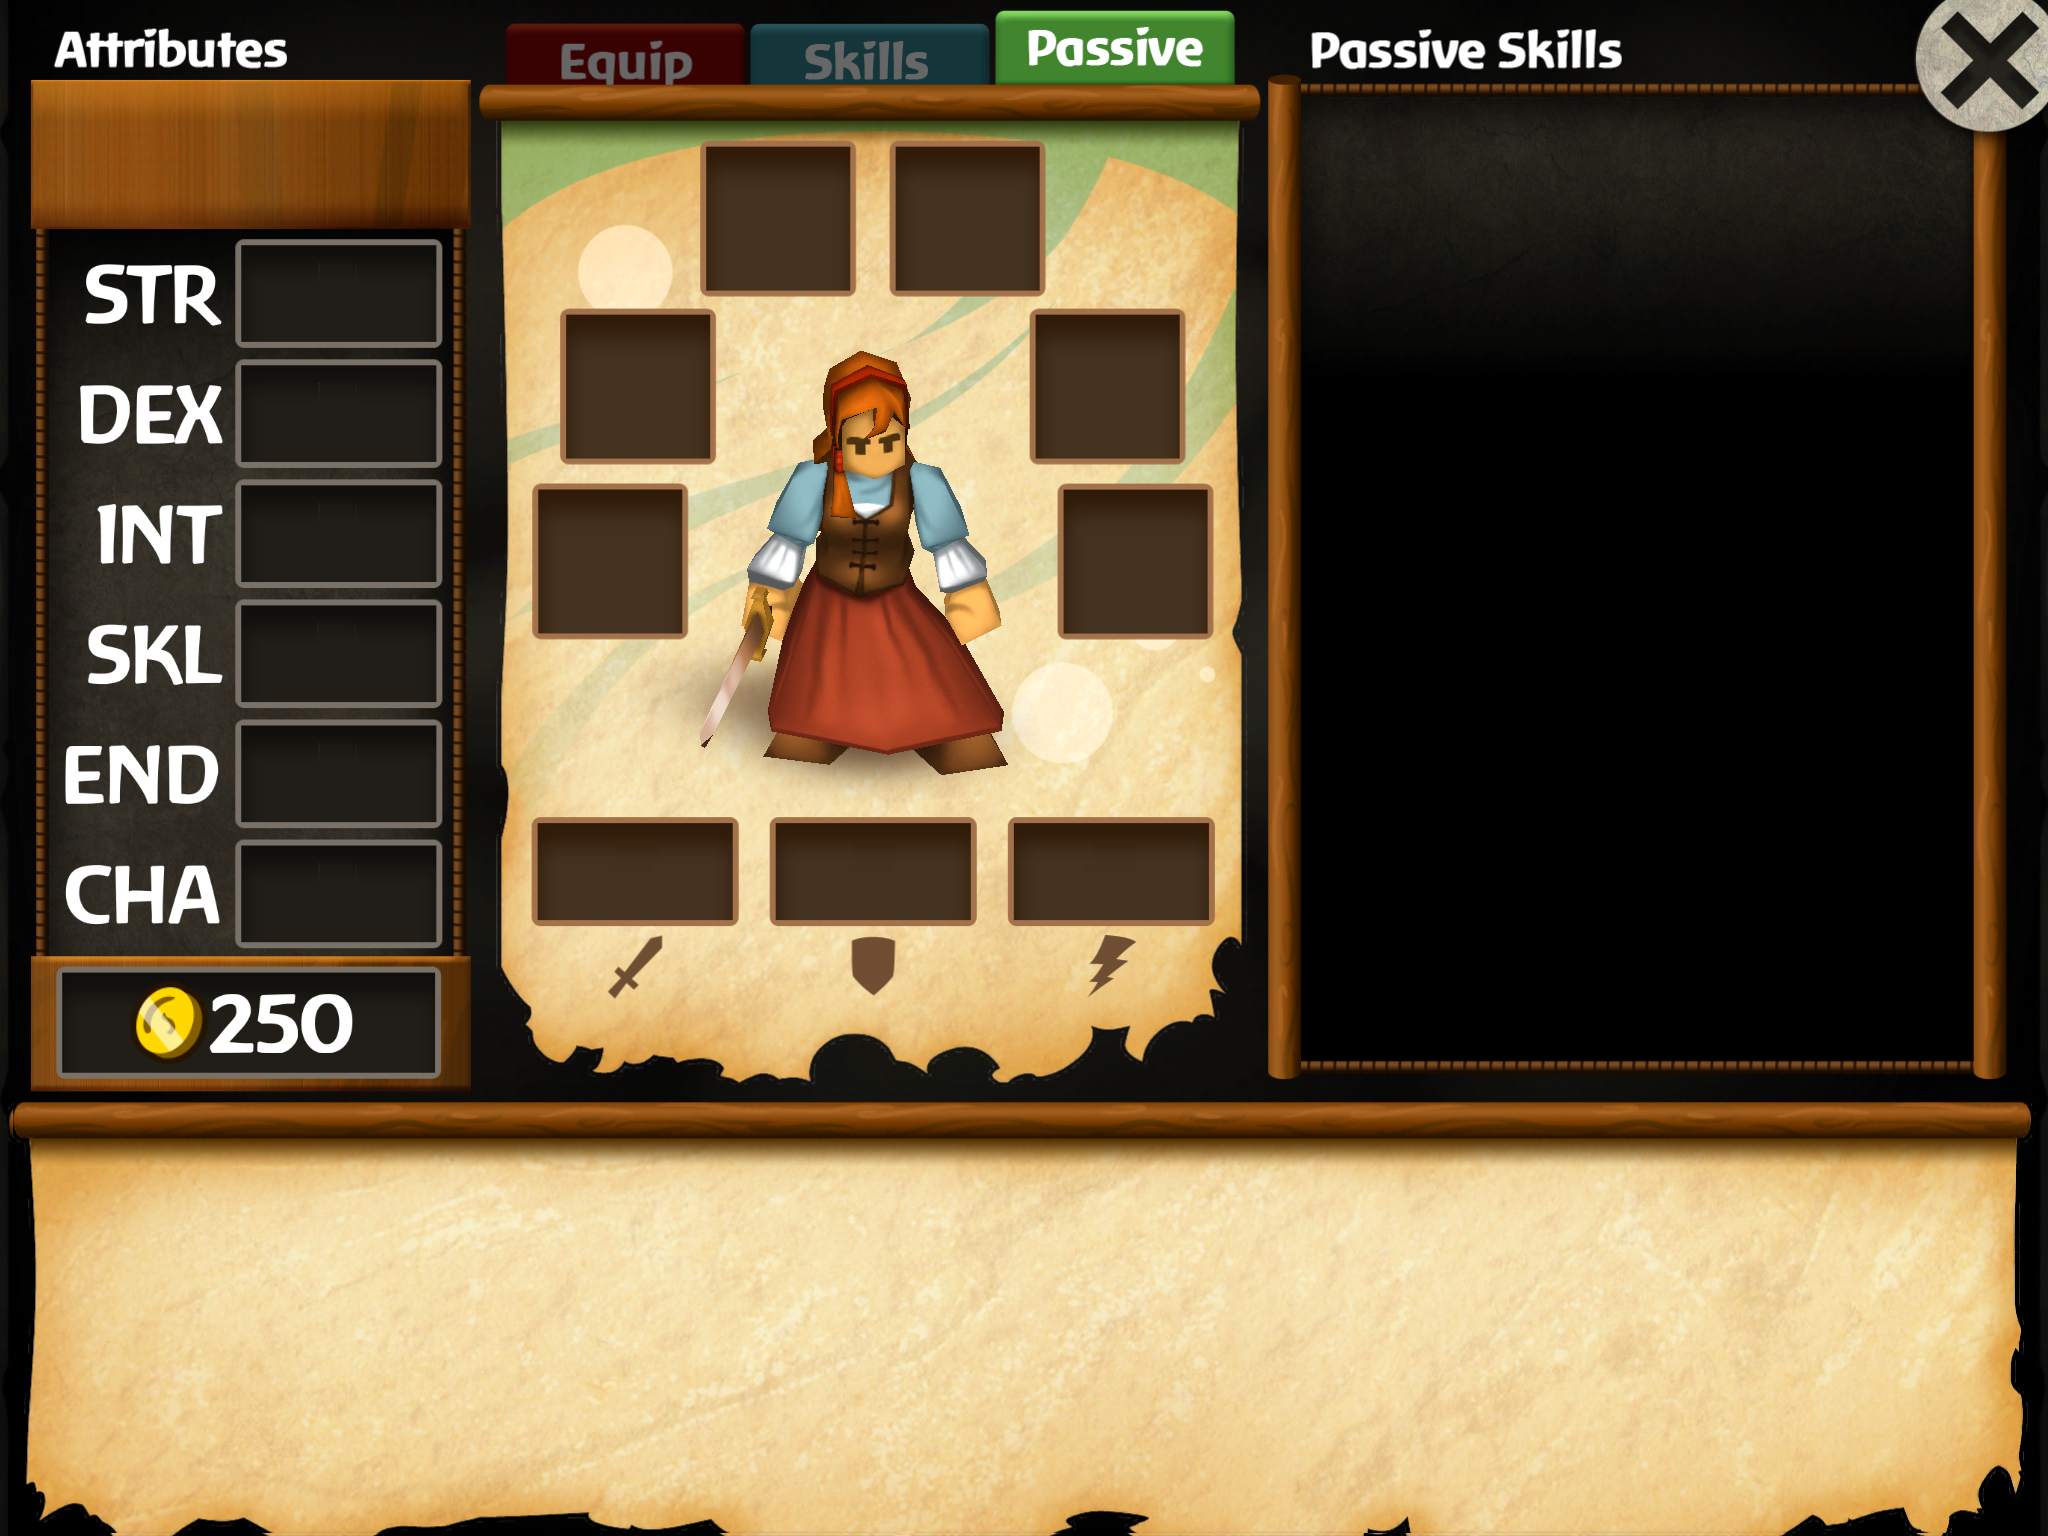 Attributes
Equip
Skills
Passive
Passive Skills
STR
DEX
INT
SKL
END
CHA
250